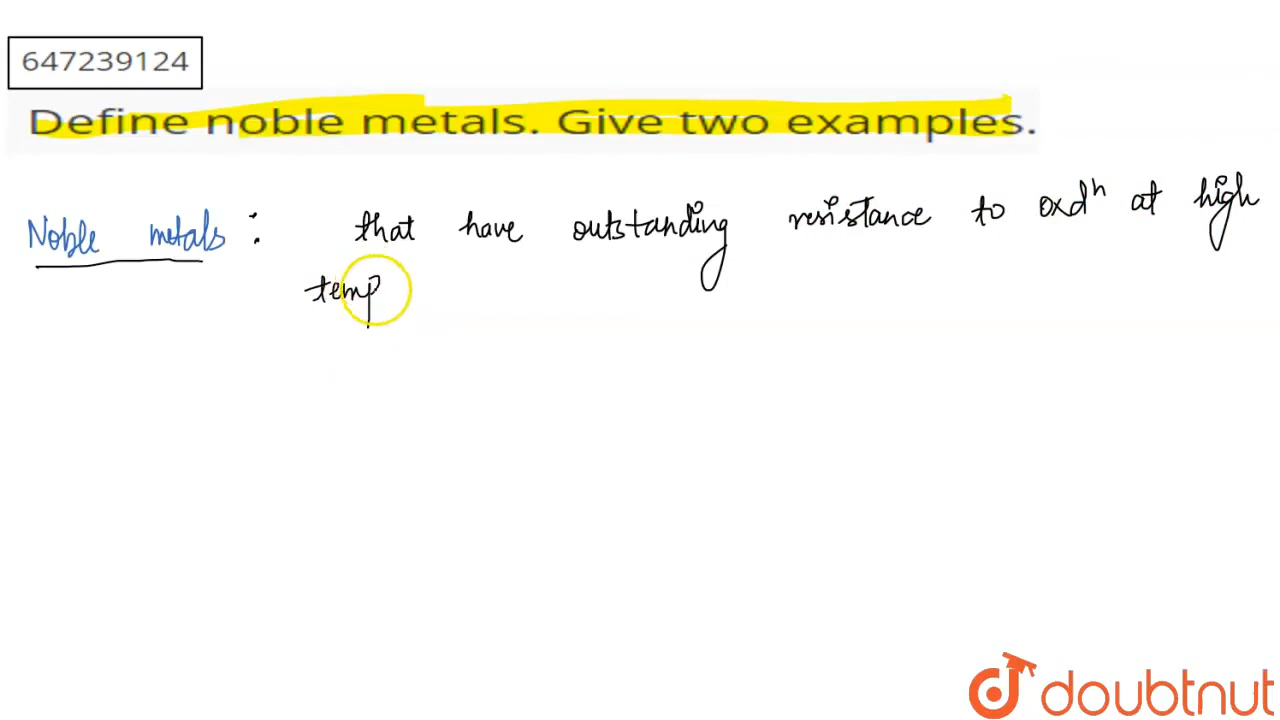 647239124
Define noble metals. Give two examples.
Noble metals : that have outstanding resistance to oxdⁿ at high
temp
doubtnut